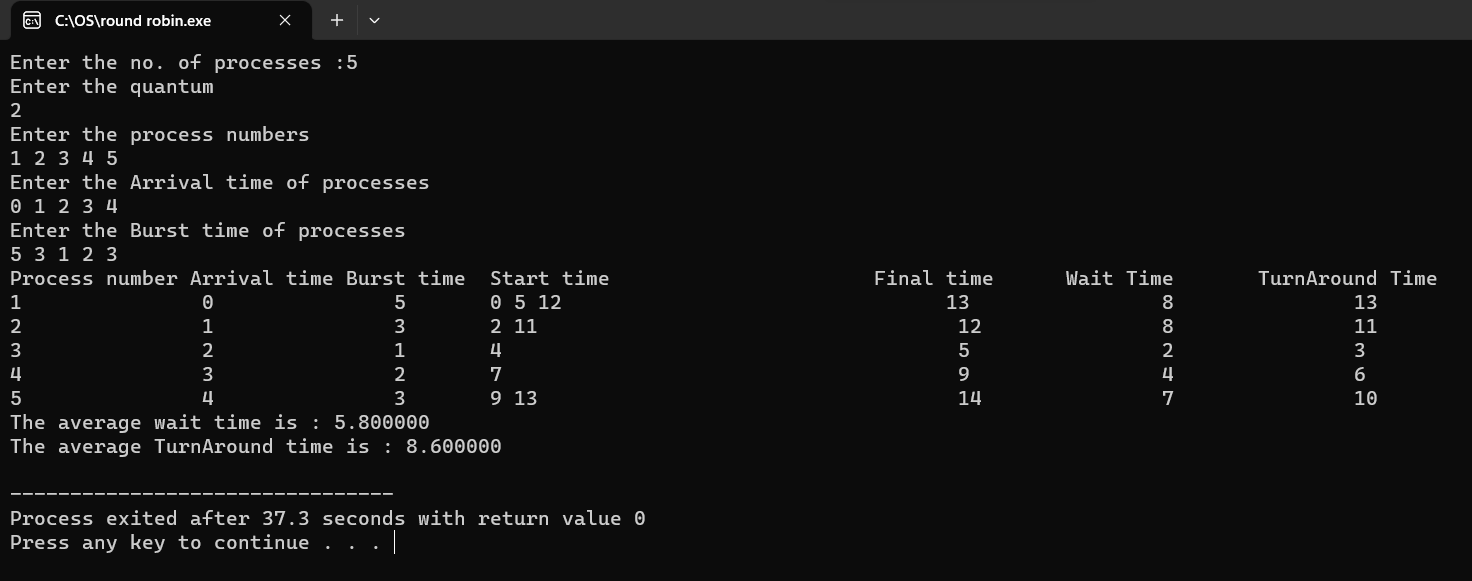 C:\OS\round robin.exe
Enter the no. of processes :5
Enter the quantum
2
Enter the process numbers
1 2 3 4 5
Enter the Arrival time of processes
0 1 2 3 4
Enter the Burst time of processes
5 3 1 2 3
Process number Arrival time Burst time  Start time                      Final time      Wait Time       TurnAround Time
1               0               5       0 5 12                                13                8               13
2               1               3       2 11                                   12               8               11
3               2               1       4                                      5                2               3
4               3               2       7                                      9                4               6
5               4               3       9 13                                   14               7               10
The average wait time is : 5.800000
The average TurnAround time is : 8.600000
--------------------------------
Process exited after 37.3 seconds with return value 0
Press any key to continue . . .